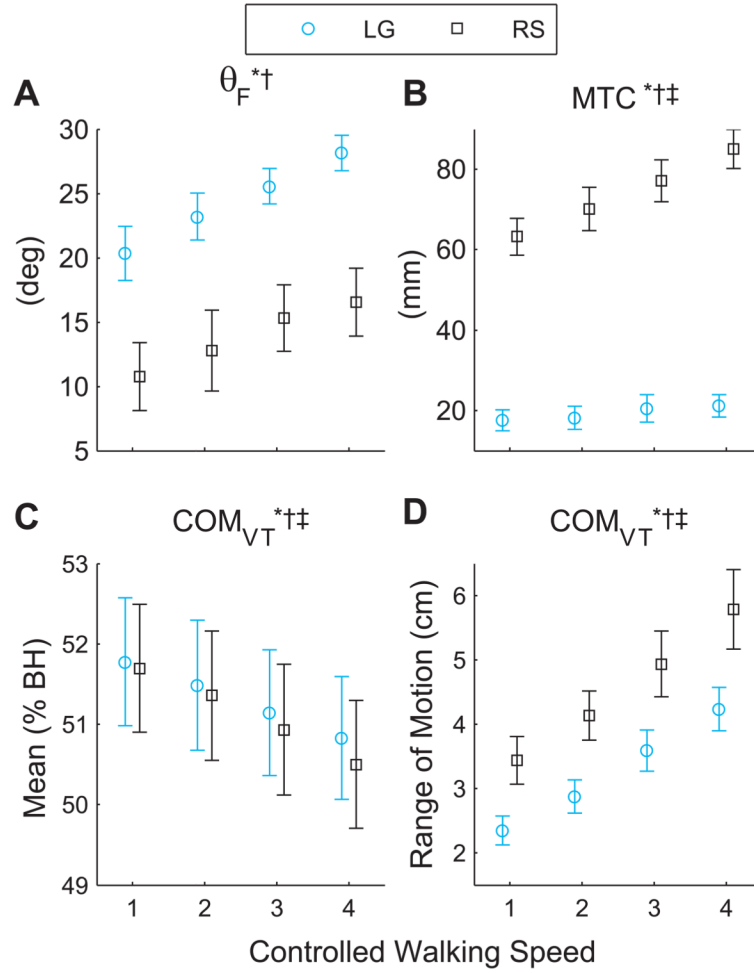 LG RS
A
θF*†
30
25
20
15
10
5
(deg)
B
MTC *†‡
80
60
40
20
(mm)
C
COMVT*†‡
53
52
51
50
49
Mean (% BH)
1 2 3 4
D
COMVT*†‡
6
5
4
3
2
Range of Motion (cm)
1 2 3 4
Controlled Walking Speed